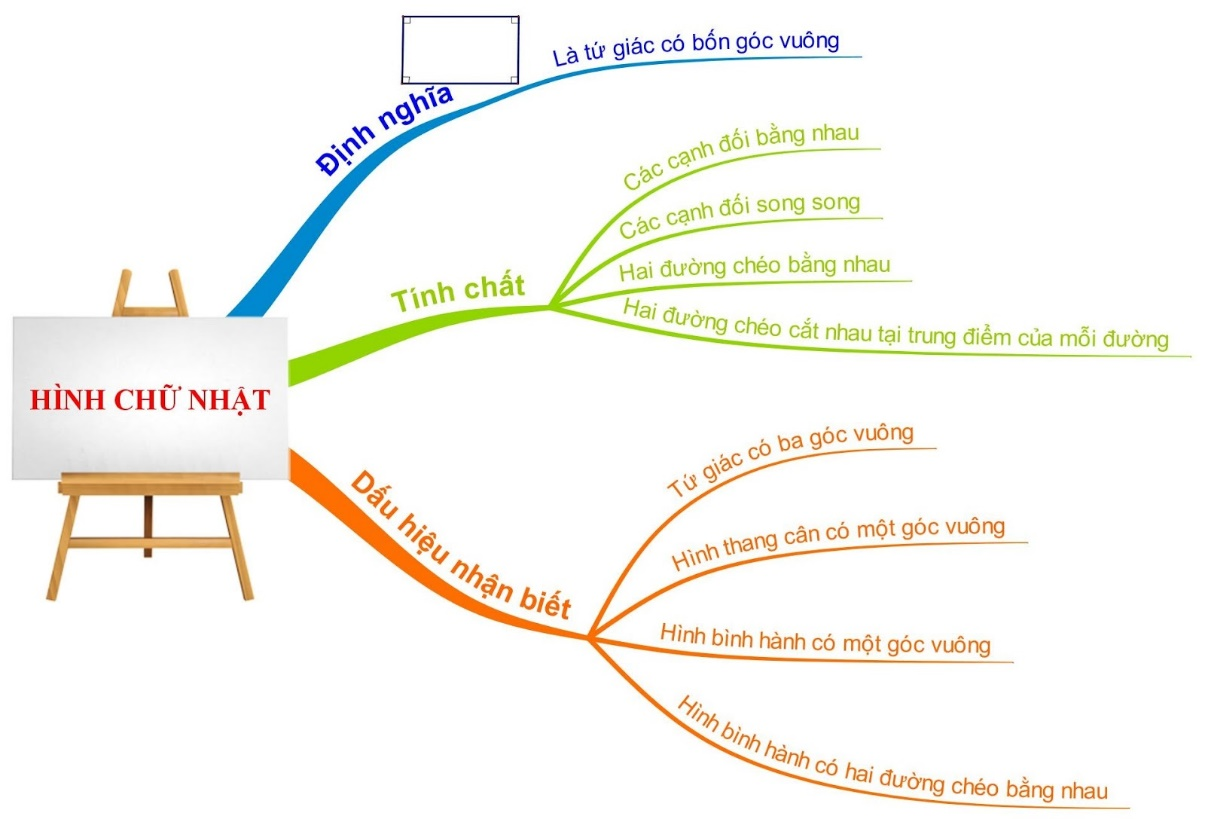 HÌNH CHỮ NHẬT
Định nghĩa
Là tứ giác có bốn góc vuông
Tính chất
Các cạnh đối bằng nhau
Các cạnh đối song song
Hai đường chéo bằng nhau
Hai đường chéo cắt nhau tại trung điểm của mỗi đường
Dấu hiệu nhận biết
Tứ giác có ba góc vuông
Hình thang cân có một góc vuông
Hình bình hành có một góc vuông
Hình bình hành có hai đường chéo bằng nhau